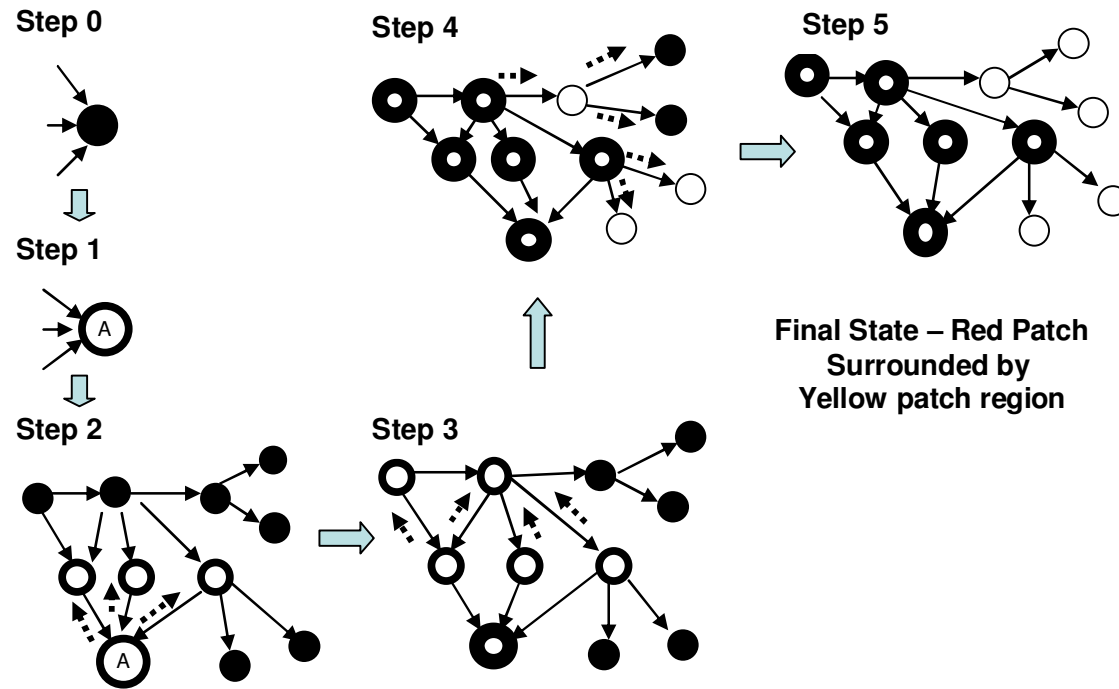 Step 0
Step 1
A
Step 2
A
Step 3
Step 4
Step 5
Final State – Red Patch
Surrounded by
Yellow patch region